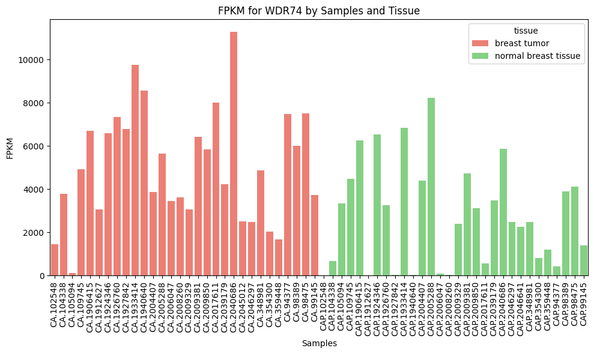 FPKM for WDR74 by Samples and Tissue
tissue
breast tumor
normal breast tissue
FPKM
10000
8000
6000
4000
2000
0
CA.102548
CA.104338
CA.105094
CA.109745
CA.1906415
CA.1912627
CA.1924346
CA.1926760
CA.1927842
CA.1933414
CA.1940640
CA.2004407
CA.2005288
CA.2006047
CA.2008260
CA.2009329
CA.2009381
CA.2009850
CA.2017611
CA.2039179
CA.2040686
CA.2045012
CA.2046297
CA.348981
CA.354300
CA.359448
CA.94377
CA.98389
CA.98475
CA.99145
CAP.102548
CAP.104338
CAP.105094
CAP.109745
CAP.1906415
CAP.1912627
CAP.1924346
CAP.1926760
CAP.1927842
CAP.1933414
CAP.1940640
CAP.2004407
CAP.2005288
CAP.2006047
CAP.2008260
CAP.2009329
CAP.2009381
CAP.2009850
CAP.2017611
CAP.2039179
CAP.2040686
CAP.2046297
CAP.2046641
CAP.348981
CAP.354300
CAP.359448
CAP.94377
CAP.98389
CAP.98475
CAP.99145
Samples